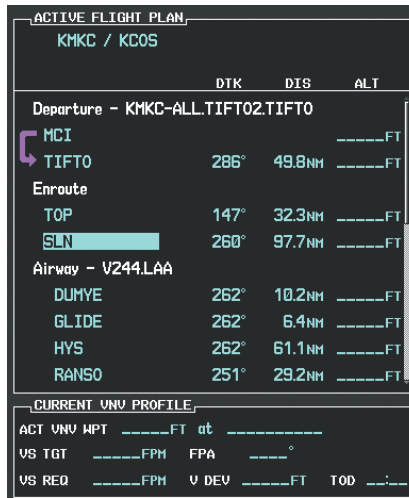 ACTIVE FLIGHT PLAN
KMKC / KCOS
DTK DIS ALT
Departure – KMKC-ALL.TIFTO2.TIFTO
MCI _____FT
TIFTO 286° 49.8NM _____FT
Enroute
TOP 147° 32.3NM _____FT
SLN 260° 97.7NM _____FT
Airway – V244.LAA
DUMYE 262° 10.2NM _____FT
GLIDE 262° 6.4NM _____FT
HYS 262° 61.1NM _____FT
RANSO 251° 29.2NM _____FT
CURRENT VNV PROFILE
ACT VNV WPT _____FT at __________
VS TGT _____FPM FPA ____°
VS REQ _____FPM V DEV _____FT TOD __:__